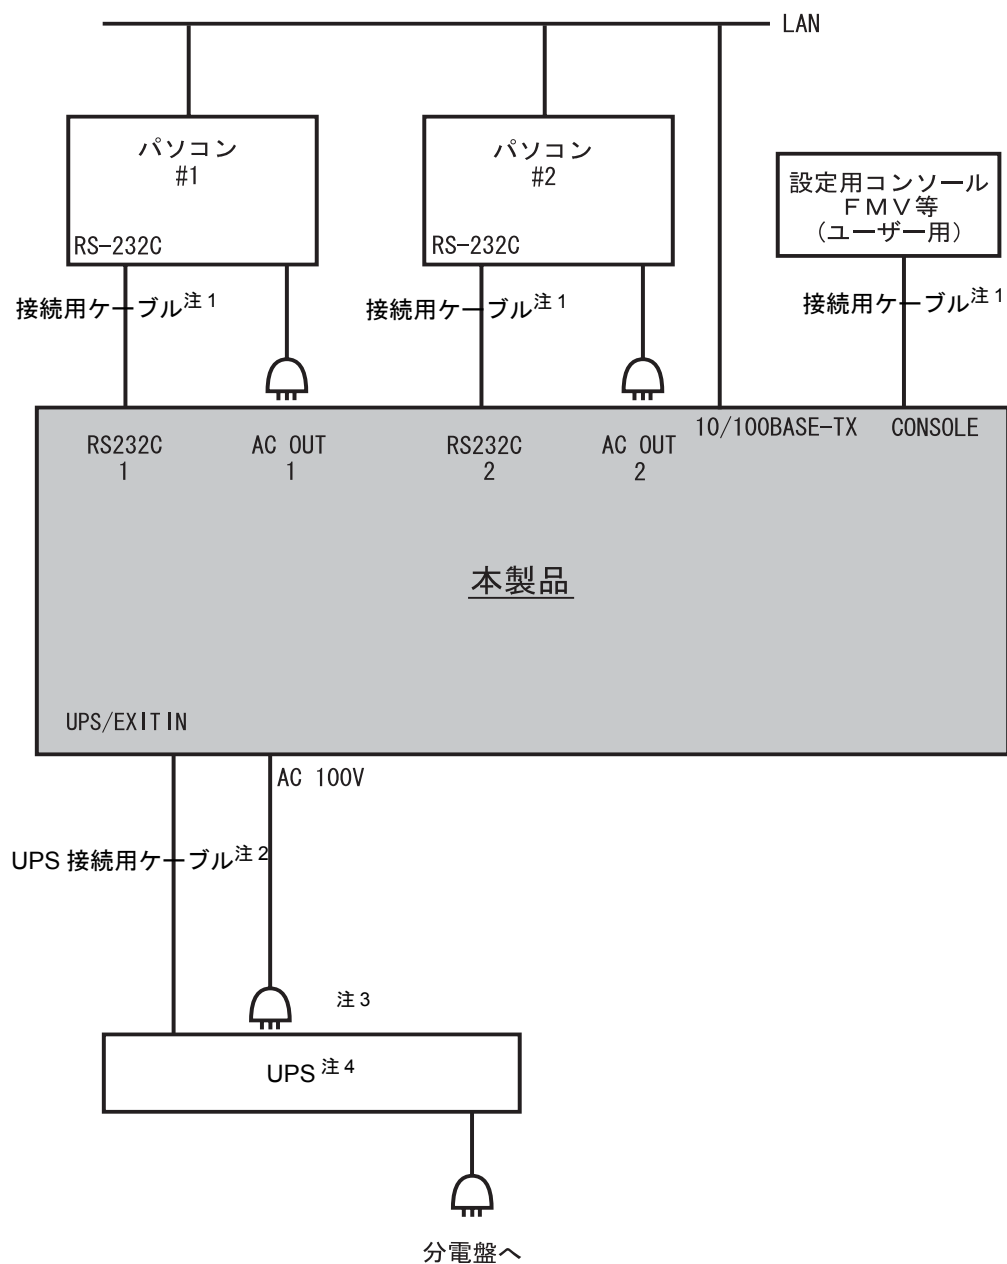 LAN
パソコン
#1
RS-232C
パソコン
#2
RS-232C
設定用コンソール
ＦＭＶ等
（ユーザー用）
接続用ケーブル注1
接続用ケーブル注1
接続用ケーブル注1
RS232C
1
AC OUT
1
RS232C
2
AC OUT
2
10/100BASE-TX
CONSOLE
本製品
UPS/EXIT IN
AC 100V
UPS 接続用ケーブル注2
注3
UPS 注4
分電盤へ